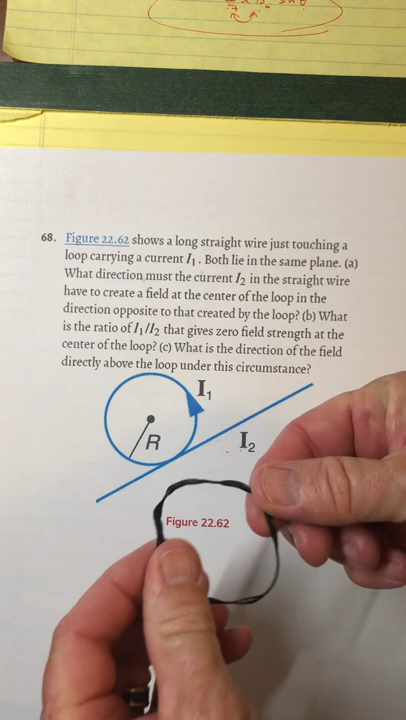 68. Figure 22.62 shows a long straight wire just touching a
loop carrying a current I₁ . Both lie in the same plane. (a)
What direction must the current I₂ in the straight wire
have to create a field at the center of the loop in the
direction opposite to that created by the loop? (b) What
is the ratio of I₁/I₂ that gives zero field strength at the
center of the loop? (c) What is the direction of the field
directly above the loop under this circumstance?
I₁
R
I₂
Figure 22.62